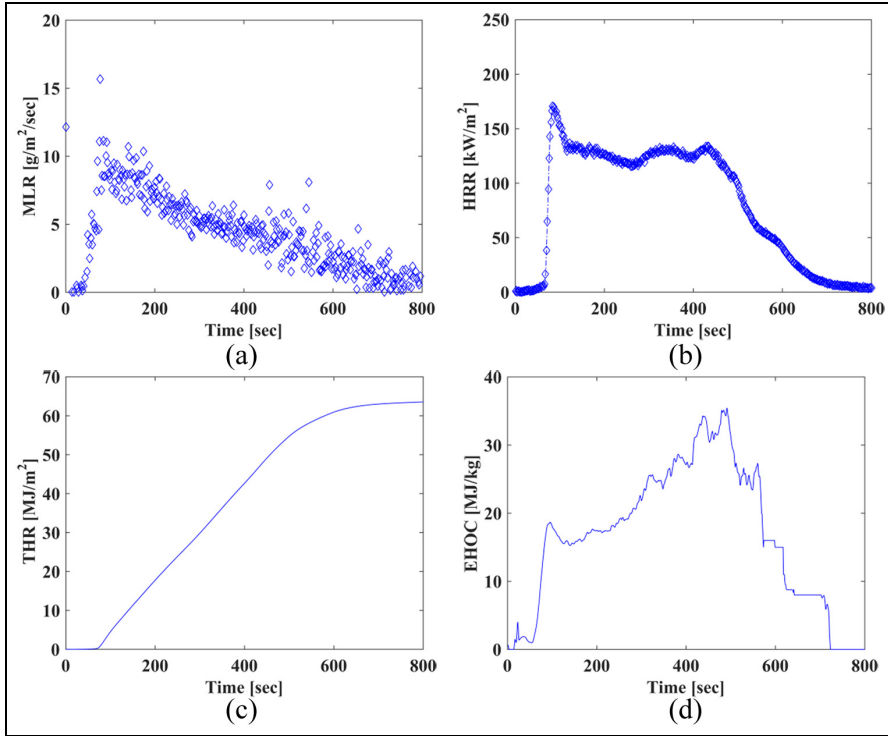 20
15
10
5
0
MLR [g/m²/sec]
0 200 400 600 800
Time [sec]
(a)
250
200
150
100
50
0
HRR [kW/m²]
0 200 400 600 800
Time [sec]
(b)
70
60
50
40
30
20
10
0
THR [MJ/m²]
0 200 400 600 800
Time [sec]
(c)
40
30
20
10
0
EHOC [MJ/kg]
0 200 400 600 800
Time [sec]
(d)